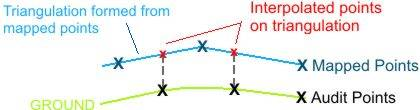 Triangulation formed from
mapped points
Interpolated points
on triangulation
X Mapped Points
X Audit Points
GROUND